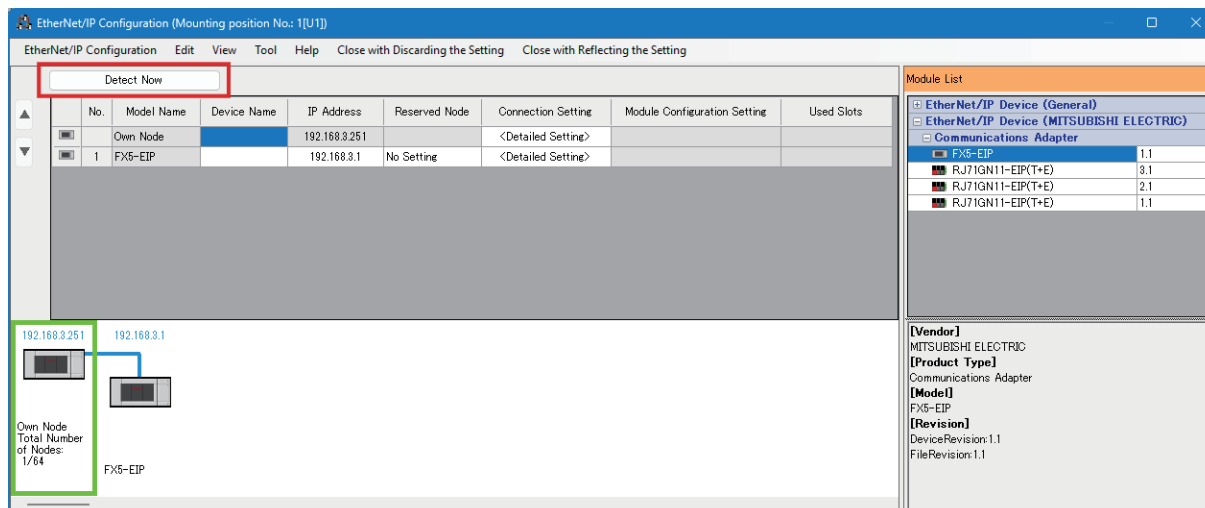 EtherNet/IP Configuration (Mounting position No.: 1[U1])
EtherNet/IP Configuration Edit View Tool Help Close with Discarding the Setting Close with Reflecting the Setting
Detect Now
No. Model Name Device Name IP Address Reserved Node Connection Setting Module Configuration Setting Used Slots
Own Node 192.168.3.251 <Detailed Setting>
1 FX5-EIP 192.168.3.1 No Setting <Detailed Setting>
Module List
EtherNet/IP Device (General)
EtherNet/IP Device (MITSUBISHI ELECTRIC)
Communications Adapter
FX5-EIP 1.1
RJ71GN11-EIP(T+E) 3.1
RJ71GN11-EIP(T+E) 2.1
RJ71GN11-EIP(T+E) 1.1
192.168.3.251 192.168.3.1
Own Node
Total Number
of Nodes:
1/64
FX5-EIP
[Vendor]
MITSUBISHI ELECTRIC
[Product Type]
Communications Adapter
[Model]
FX5-EIP
[Revision]
DeviceRevision:1.1
FileRevision:1.1